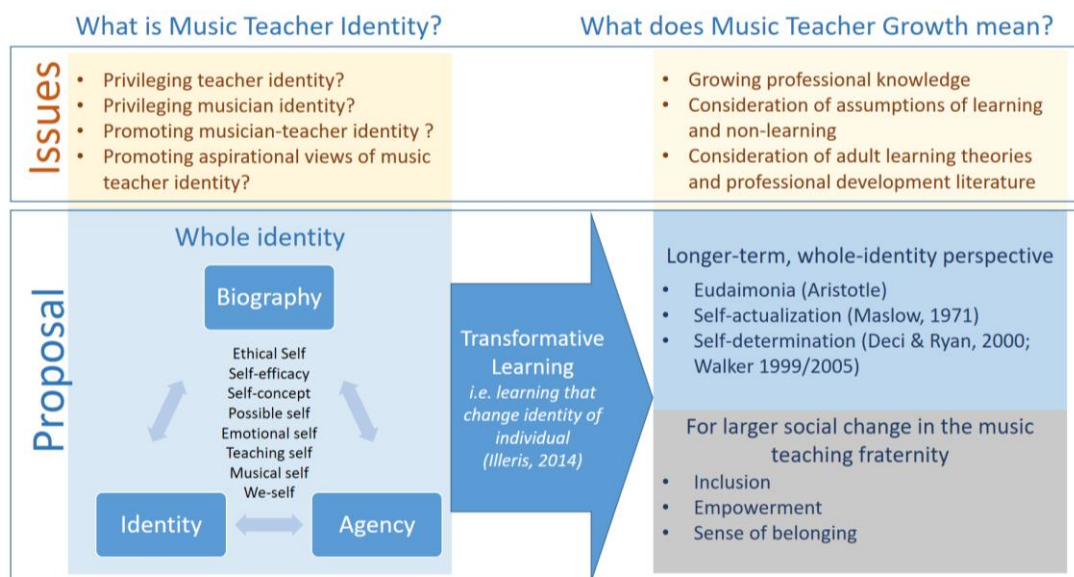 What is Music Teacher Identity?
What does Music Teacher Growth mean?
Issues
• Privileging teacher identity?
• Privileging musician identity?
• Promoting musician-teacher identity ?
• Promoting aspirational views of music
teacher identity?
• Growing professional knowledge
• Consideration of assumptions of learning
and non-learning
• Consideration of adult learning theories
and professional development literature
Proposal
Whole identity
Biography
Ethical Self
Self-efficacy
Self-concept
Possible self
Emotional self
Teaching self
Musical self
We-self
Identity
Agency
Transformative
Learning
i.e. learning that
change identity of
individual
(Illeris, 2014)
Longer-term, whole-identity perspective
• Eudaimonia (Aristotle)
• Self-actualization (Maslow, 1971)
• Self-determination (Deci & Ryan, 2000;
Walker 1999/2005)
For larger social change in the music
teaching fraternity
• Inclusion
• Empowerment
• Sense of belonging